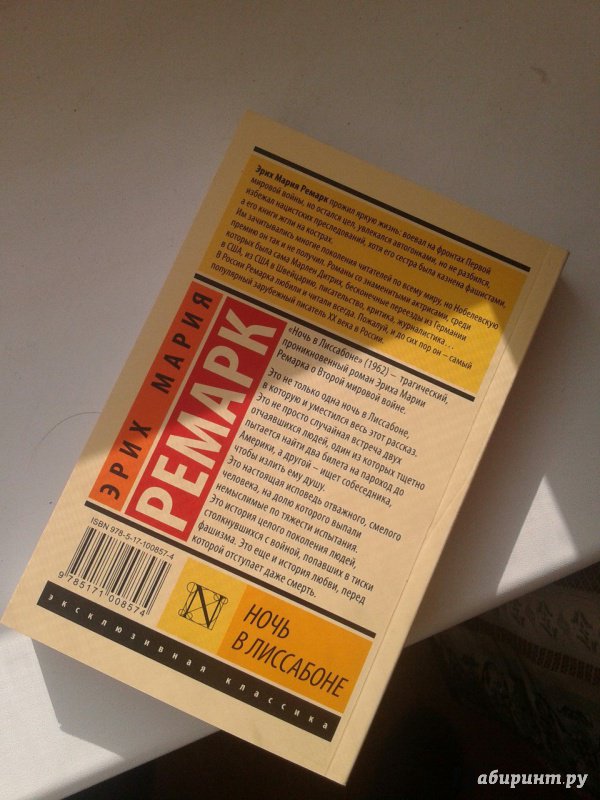 Эрих Мария Ремарк прожил яркую жизнь: воевал на фронтах Первой
мировой войны, но остался цел, увлекался автогонками, но не разбился,
избежал нацистских преследований, хотя его сестра была казнена фашистами,
а его книги жгли на кострах.
Им зачитывались многие поколения читателей по всему миру, но Нобелевскую
премию он так и не получил. Романы со знаменитыми актрисами, среди
которых была сама Марлен Дитрих, бесконечные переезды из Германии
в США, из США в Швейцарию, писательство, критика, журналистика...
В России Ремарка любили и читали всегда. Пожалуй, и до сих пор он – самый
популярный зарубежный писатель XX века в России.
ЭРИХ МАРИЯ
РЕМАРК
«Ночь в Лиссабоне» (1962) – трагический,
проникновенный роман Эриха Марии
Ремарка о Второй мировой войне.
Это не только одна ночь в Лиссабоне,
в которую и уместился весь этот рассказ.
Это не просто случайная встреча двух
отчаявшихся людей, один из которых тщетно
пытается найти два билета на пароход до
Америки, а другой – ищет собеседника,
чтобы излить ему душу.
Это настоящая исповедь отважного, смелого
человека, на долю которого выпали
немыслимые по тяжести испытания.
Это история целого поколения людей,
столкнувшихся с войной, попавших в тиски
фашизма. Это еще и история любви, перед
которой отступает даже смерть.
ISBN 978-5-17-100857-4
9785171008574
N
НОЧЬ
В ЛИССАБОНЕ
эксклюзивная классика
абиринт.ру